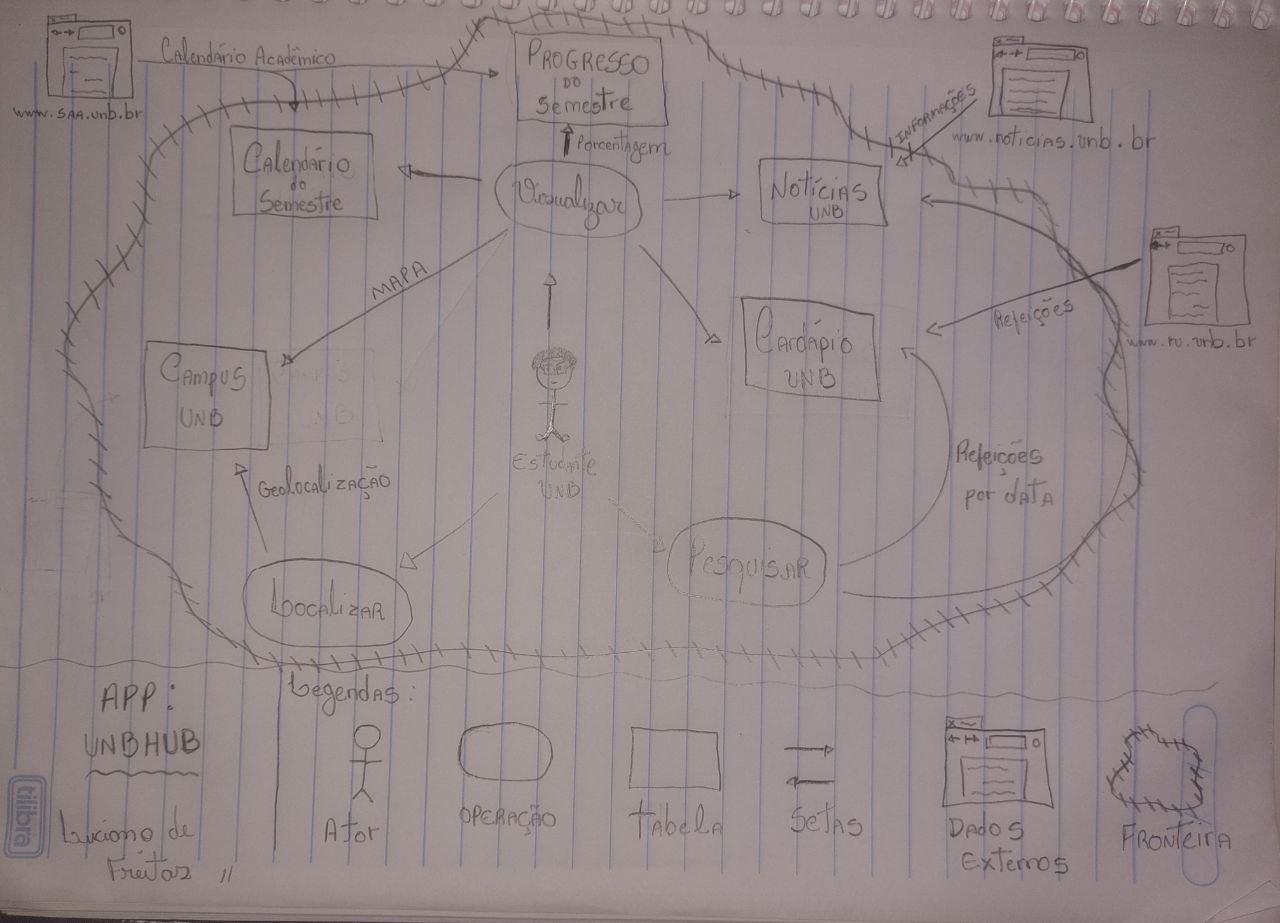 www.saa.unb.br
Calendário Acadêmico
Progresso
do
Semestre
Informações
www.noticias.unb.br
Porcentagem
Calendário
do
Semestre
Visualizar
Notícias
UNB
Mapa
Refeições
www.ru.unb.br
Cardápio
UNB
Campus
UNB
Estudante
UNB
Geolocalização
Refeições
por data
Pesquisar
Localizar
APP:
UNBHUB
Luciano de
Freitas
Legendas:
Ator
Operação
Tabela
Setas
Dados
Externos
Fronteira
tilibra